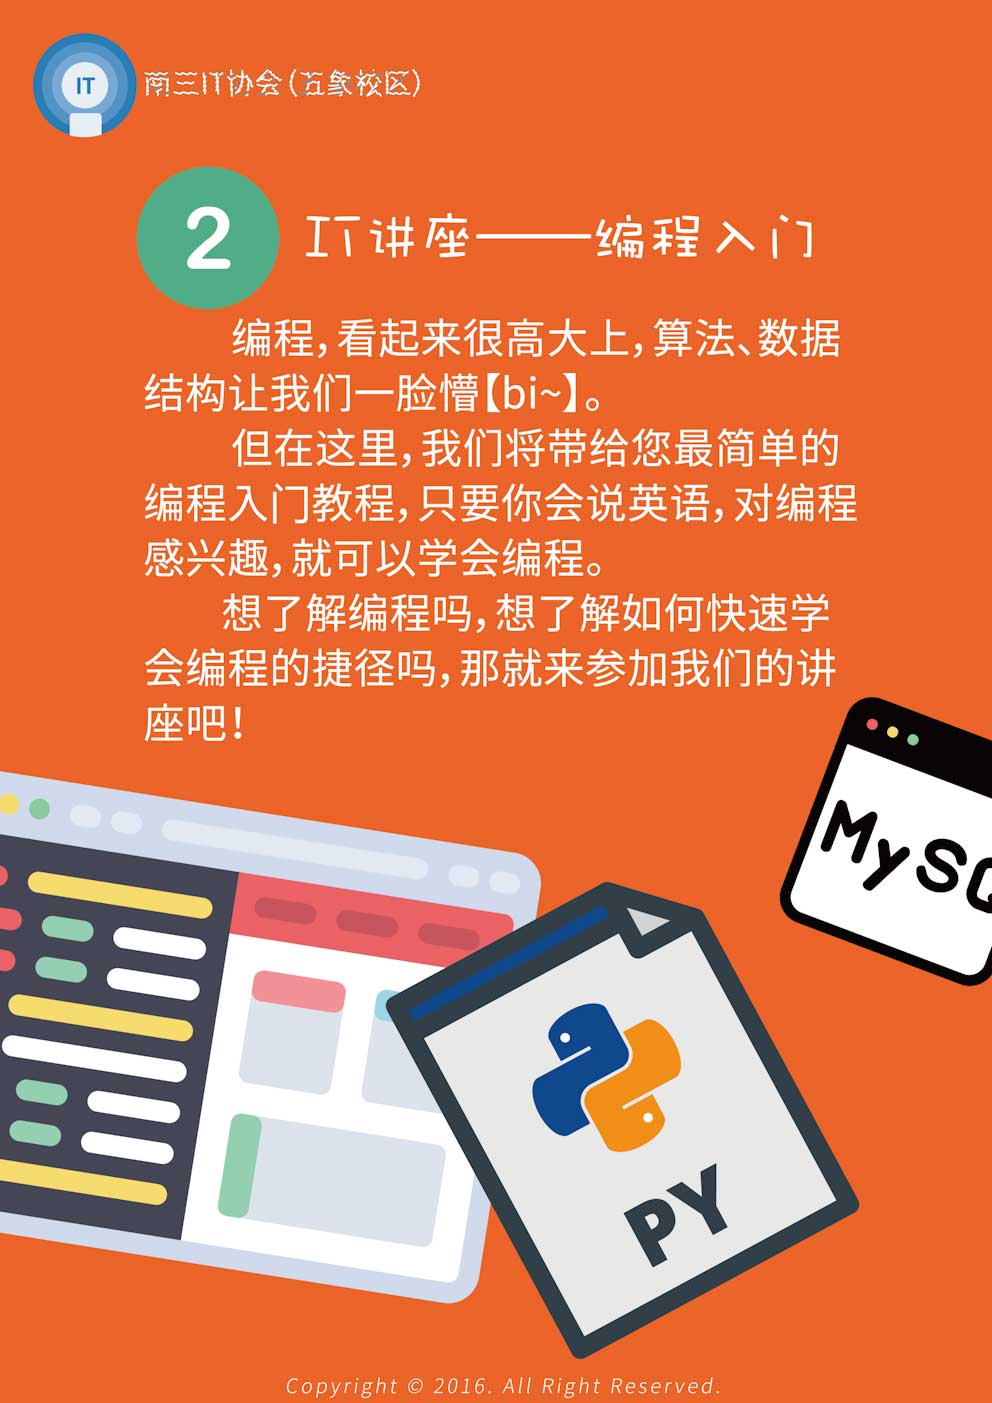 IT
南三IT协会（五象校区）
2
IT讲座——编程入门
编程，看起来很高大上，算法、数据
结构让我们一脸懵【bi~】。
但在这里，我们将带给您最简单的
编程入门教程，只要你会说英语，对编程
感兴趣，就可以学会编程。
想了解编程吗，想了解如何快速学
会编程的捷径吗，那就来参加我们的讲
座吧！
MySQ
PY
Copyright © 2016. All Right Reserved.